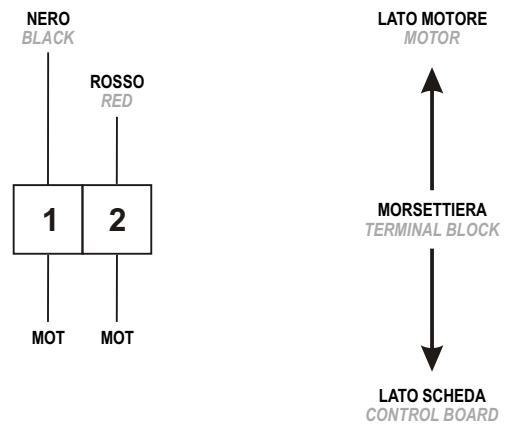 NERO
BLACK
ROSSO
RED
1 2
MOT MOT
LATO MOTORE
MOTOR
MORSETTIERA
TERMINAL BLOCK
LATO SCHEDA
CONTROL BOARD